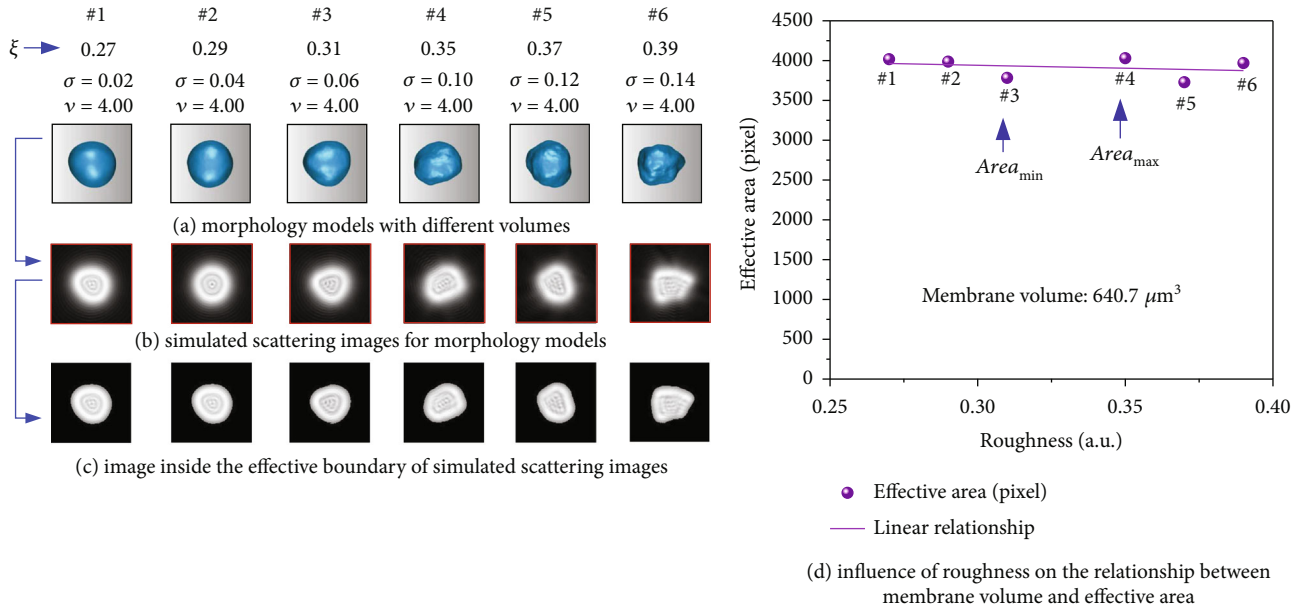 #1 #2 #3 #4 #5 #6
ξ 0.27 0.29 0.31 0.35 0.37 0.39
σ = 0.02 σ = 0.04 σ = 0.06 σ = 0.10 σ = 0.12 σ = 0.14
ν = 4.00 ν = 4.00 ν = 4.00 ν = 4.00 ν = 4.00 ν = 4.00
(a) morphology models with different volumes
(b) simulated scattering images for morphology models
(c) image inside the effective boundary of simulated scattering images
Effective area (pixel)
4500
4000
3500
3000
2500
2000
1500
1000
500
0
#1 #2 #3 #4 #5 #6
Area_min
Area_max
Membrane volume: 640.7 μm³
0.25 0.30 0.35 0.40
Roughness (a.u.)
Effective area (pixel)
Linear relationship
(d) influence of roughness on the relationship between
membrane volume and effective area